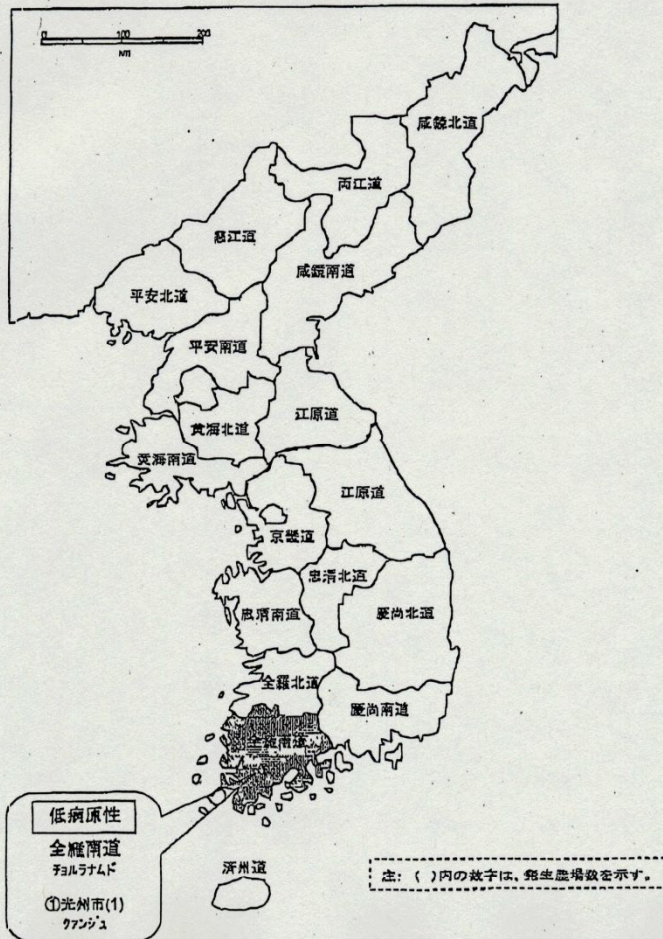 0 100 200
KM
咸鏡北道
両江道
慈江道
咸鏡南道
平安北道
平安南道
江原道
黄海北道
黄海南道
江原道
京畿道
忠清北道
忠清南道
慶尚北道
全羅北道
慶尚南道
全羅南道
低病原性
全羅南道
チョルラナムド
①光州市(1)
クァンジュ
済州道
注:( )内の数字は、発生農場数を示す。